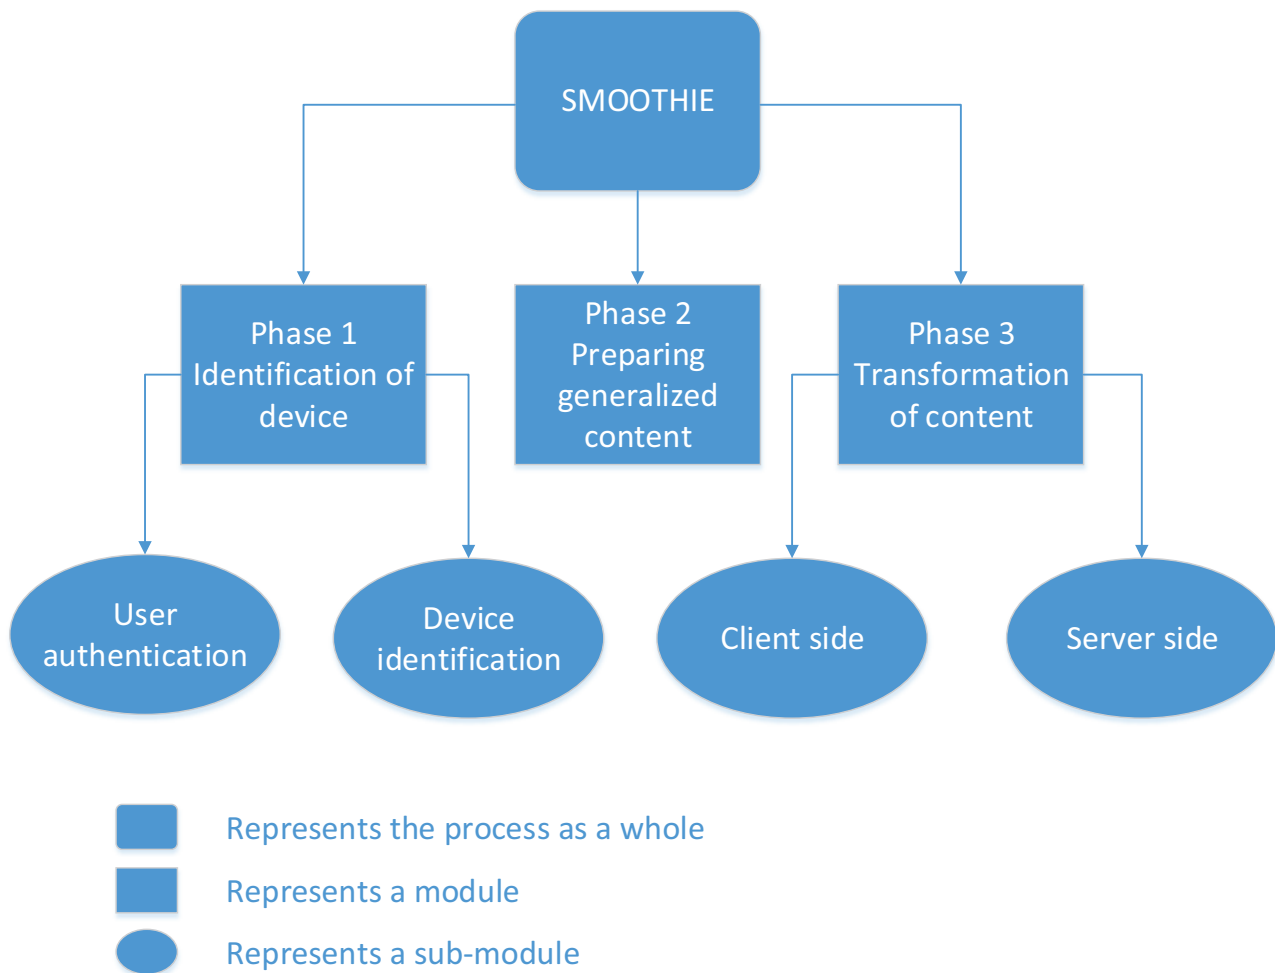 SMOOTHIE
Phase 1
Identification of
device
Phase 2
Preparing
generalized
content
Phase 3
Transformation
of content
User
authentication
Device
identification
Client side
Server side
Represents the process as a whole
Represents a module
Represents a sub-module